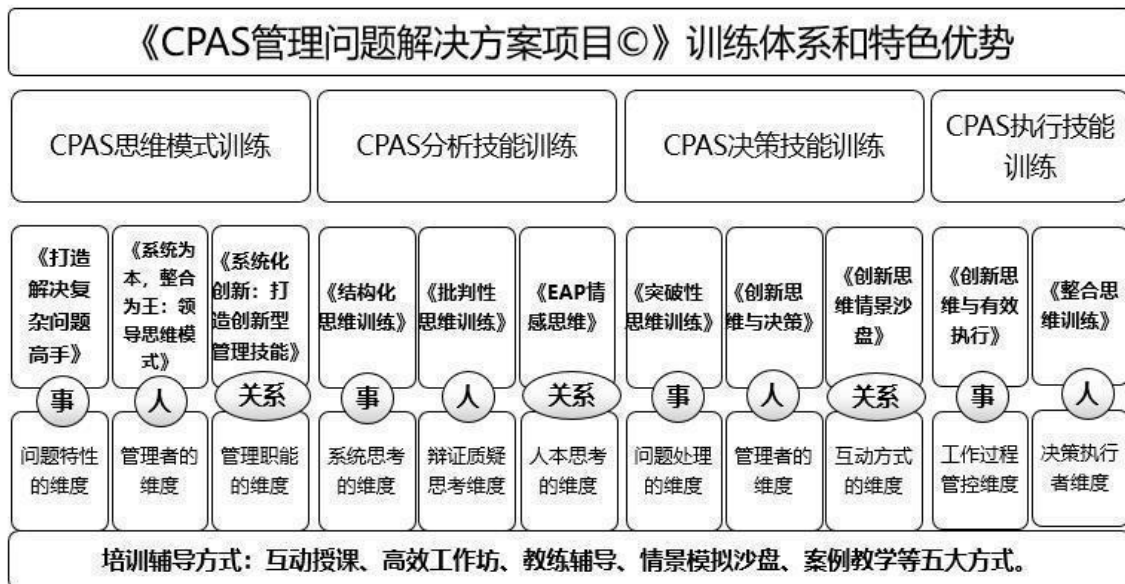 《CPAS管理问题解决方案项目©》训练体系和特色优势
CPAS思维模式训练
CPAS分析技能训练
CPAS决策技能训练
CPAS执行技能
训练
《打造
解决复
杂问题
高手》
《系统为
本，整合
为王：领
导思维模
式》
《系统化
创新：打
造创新型
管理技能》
《结构化
思维训练》
《批判性
思维训练》
《EAP情
感思维》
《突破性
思维训练》
《创新思
维与决策》
《创新思
维情景沙
盘》
《创新思
维与有效
执行》
《整合思
维训练》
事
人
关系
事
人
关系
事
人
关系
事
人
问题特性
的维度
管理者的
维度
管理职能
的维度
系统思考
的维度
辩证质疑
思考维度
人本思考
的维度
问题处理
的维度
管理者的
维度
互动方式
的维度
工作过程
管控维度
决策执行
者维度
培训辅导方式：互动授课、高效工作坊、教练辅导、情景模拟沙盘、案例教学等五大方式。